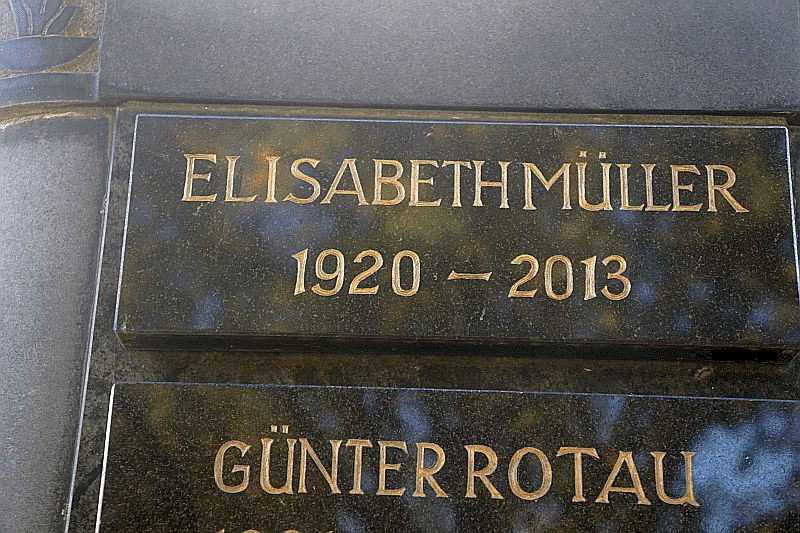 ELISABETH MÜLLER
1920 – 2013
GÜNTER ROTAU